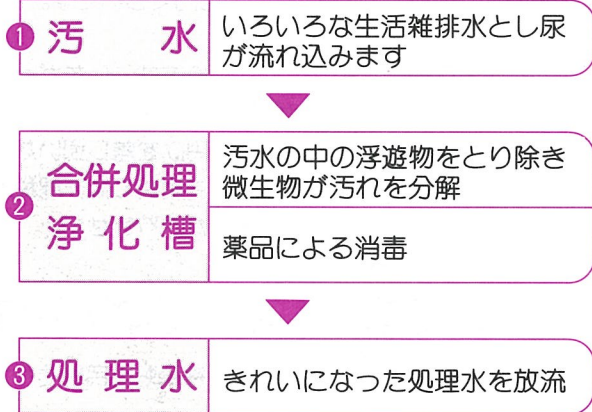 ❶ 汚水
いろいろな生活雑排水とし尿
が流れ込みます
❷ 合併処理
浄化槽
汚水の中の浮遊物をとり除き
微生物が汚れを分解
薬品による消毒
❸ 処理水
きれいになった処理水を放流